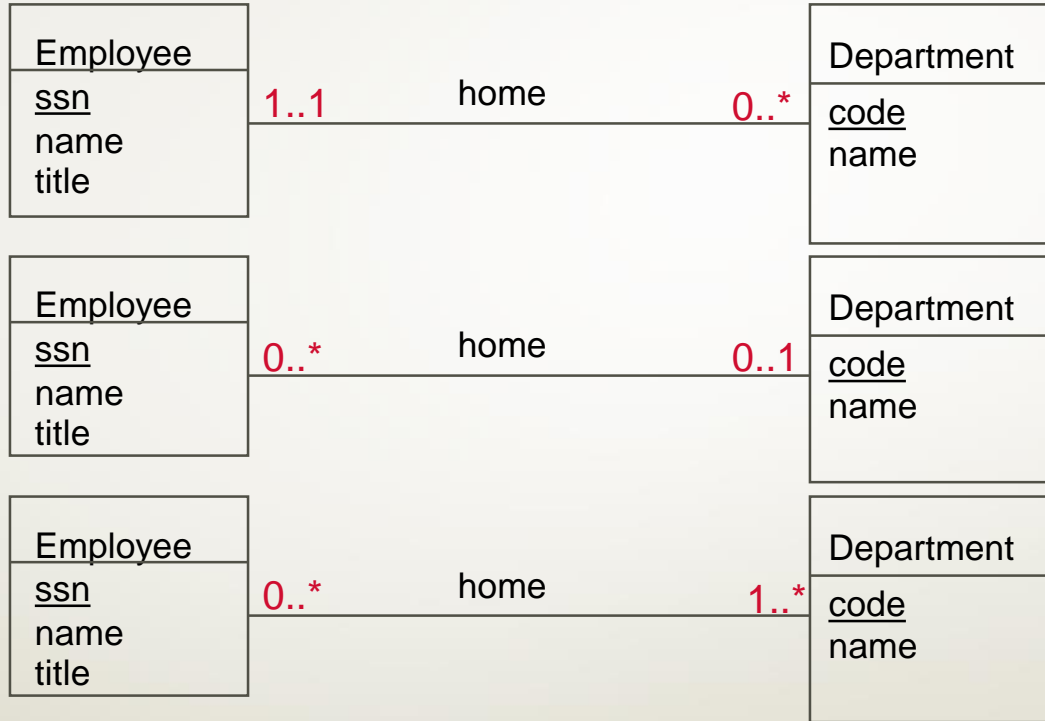 Employee
ssn
name
title
1..1
home
0..*
Department
code
name
Employee
ssn
name
title
0..*
home
0..1
Department
code
name
Employee
ssn
name
title
0..*
home
1..*
Department
code
name